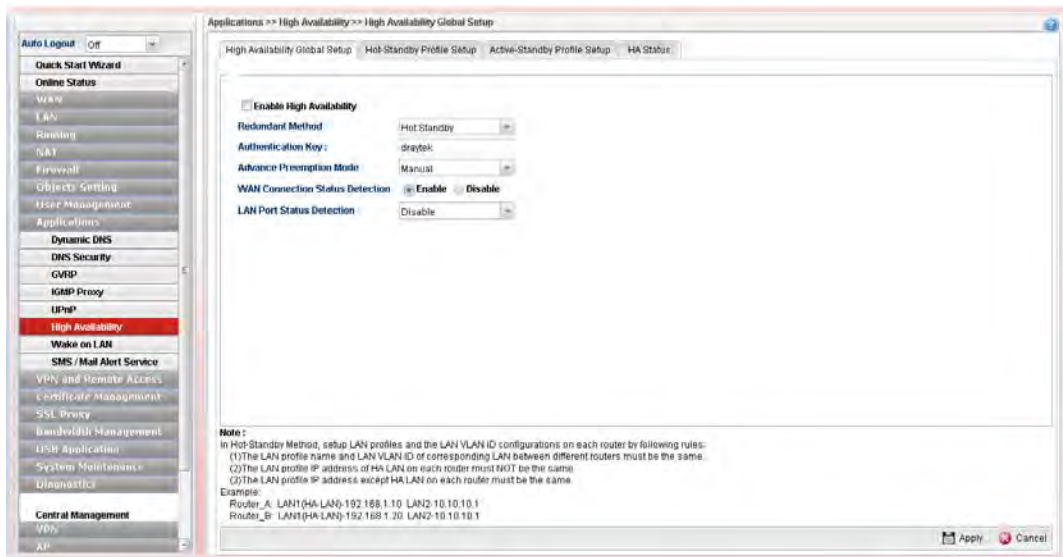 Applications >> High Availability >> High Availability Global Setup
Auto Logout : Off
Quick Start Wizard
Online Status
WAN
LAN
Routing
NAT
Firewall
Objects Setting
User Management
Applications
Dynamic DNS
DNS Security
GVRP
IGMP Proxy
UPnP
High Availability
Wake on LAN
SMS / Mail Alert Service
VPN and Remote Access
Certificate Management
SSL Proxy
Bandwidth Management
USB Application
System Maintenance
Diagnostics
Central Management
VPN
AP
High Availability Global Setup Hot-Standby Profile Setup Active-Standby Profile Setup HA Status
Enable High Availability
Redundant Method Hot Standby
Authentication Key : draytek
Advance Preemption Mode Manual
WAN Connection Status Detection Enable Disable
LAN Port Status Detection Disable
Note :
In Hot-Standby Method, setup LAN profiles and the LAN VLAN ID configurations on each router by following rules:
(1)The LAN profile name and LAN VLAN ID of corresponding LAN between different routers must be the same.
(2)The LAN profile IP address of HA LAN on each router must NOT be the same.
(3)The LAN profile IP address except HA LAN on each router must be the same.
Example:
Router_A: LAN1(HA-LAN)-192.168.1.10 LAN2-10.10.10.1
Router_B: LAN1(HA-LAN)-192.168.1.20 LAN2-10.10.10.1
Apply Cancel